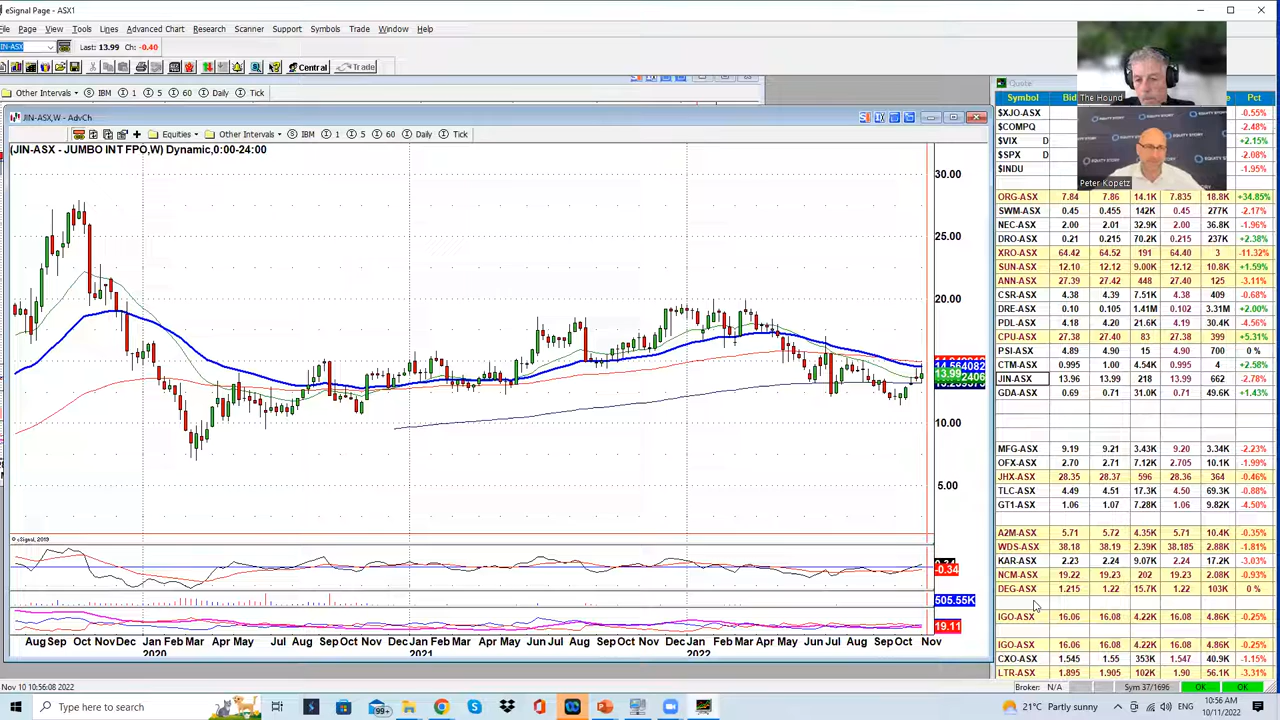 eSignal Page - ASX1
File Page View Tools Lines Advanced Chart Research Scanner Support Symbols Trade Window Help
JIN-ASX Last: 13.99 Ch: -0.40
Central Trade
Other Intervals IBM 1 5 60 Daily Tick
JIN-ASX,W - AdvCh
Equities Other Intervals IBM 1 5 60 Daily Tick
(JIN-ASX - JUMBO INT FPO,W) Dynamic,0:00-24:00
30.00
25.00
20.00
14.664082
13.99
10.00
5.00
© eSignal, 2019
-0.34
505.55K
19.11
Aug Sep Oct Nov Dec Jan Feb Mar Apr May Jul Aug Sep Oct Nov Dec Jan Feb Mar Apr May Jun Jul Aug Sep Oct Nov Dec Jan Feb Mar Apr May Jun Jul Aug Sep Oct Nov
2020 2021 2022
Quote
The Hound
EQUITY STORY
Peter Kopetz
Symbol Bid Pct
$XJO-ASX -0.55%
$COMPQ -2.48%
$VIX D +2.15%
$SPX D -2.08%
$INDU -1.95%
ORG-ASX 7.84 7.86 14.1K 7.835 18.8K +34.85%
SWM-ASX 0.45 0.455 142K 0.45 277K -2.17%
NEC-ASX 2.00 2.01 32.9K 2.00 36.8K -1.96%
DRO-ASX 0.21 0.215 70.2K 0.215 237K +2.38%
XRO-ASX 64.42 64.52 191 64.40 3 -11.32%
SUN-ASX 12.10 12.12 9.00K 12.12 10.8K +1.59%
ANN-ASX 27.39 27.42 448 27.40 125 -3.11%
CSR-ASX 4.38 4.39 7.51K 4.38 409 -0.68%
DRE-ASX 0.10 0.105 1.41M 0.102 3.31M +2.00%
PDL-ASX 4.18 4.20 21.6K 4.19 30.4K -4.56%
CPU-ASX 27.38 27.40 83 27.38 399 +5.31%
PSI-ASX 4.89 4.90 15 4.90 700 0 %
CTM-ASX 0.995 1.00 4.54K 0.995 4 +2.58%
JIN-ASX 13.96 13.99 218 13.99 662 -2.78%
GDA-ASX 0.69 0.71 31.0K 0.71 49.6K +1.43%
MFG-ASX 9.19 9.21 3.43K 9.20 3.34K -2.23%
OFX-ASX 2.70 2.71 7.12K 2.705 10.1K -1.99%
JHX-ASX 28.35 28.37 596 28.36 364 -0.46%
TLC-ASX 4.49 4.51 17.3K 4.50 69.3K -0.88%
GT1-ASX 1.06 1.07 7.28K 1.06 9.82K -4.50%
A2M-ASX 5.71 5.72 4.35K 5.71 10.4K -0.35%
WDS-ASX 38.18 38.19 2.39K 38.185 2.88K -1.81%
KAR-ASX 2.23 2.24 9.07K 2.24 17.2K -3.03%
NCM-ASX 19.22 19.23 202 19.23 2.08K -0.93%
DEG-ASX 1.215 1.22 15.7K 1.22 103K 0 %
IGO-ASX 16.06 16.08 4.22K 16.08 4.86K -0.25%
IGO-ASX 16.06 16.08 4.22K 16.08 4.86K -0.25%
CXO-ASX 1.545 1.55 353K 1.547 40.9K -1.15%
LTR-ASX 1.895 1.905 102K 1.90 56.1K -3.31%
Nov 10 10:56:08 2022 Broker: N/A Sym 37/1696 OK OK
Type here to search 99+ 21°C Partly sunny 10:56 AM
10/11/2022